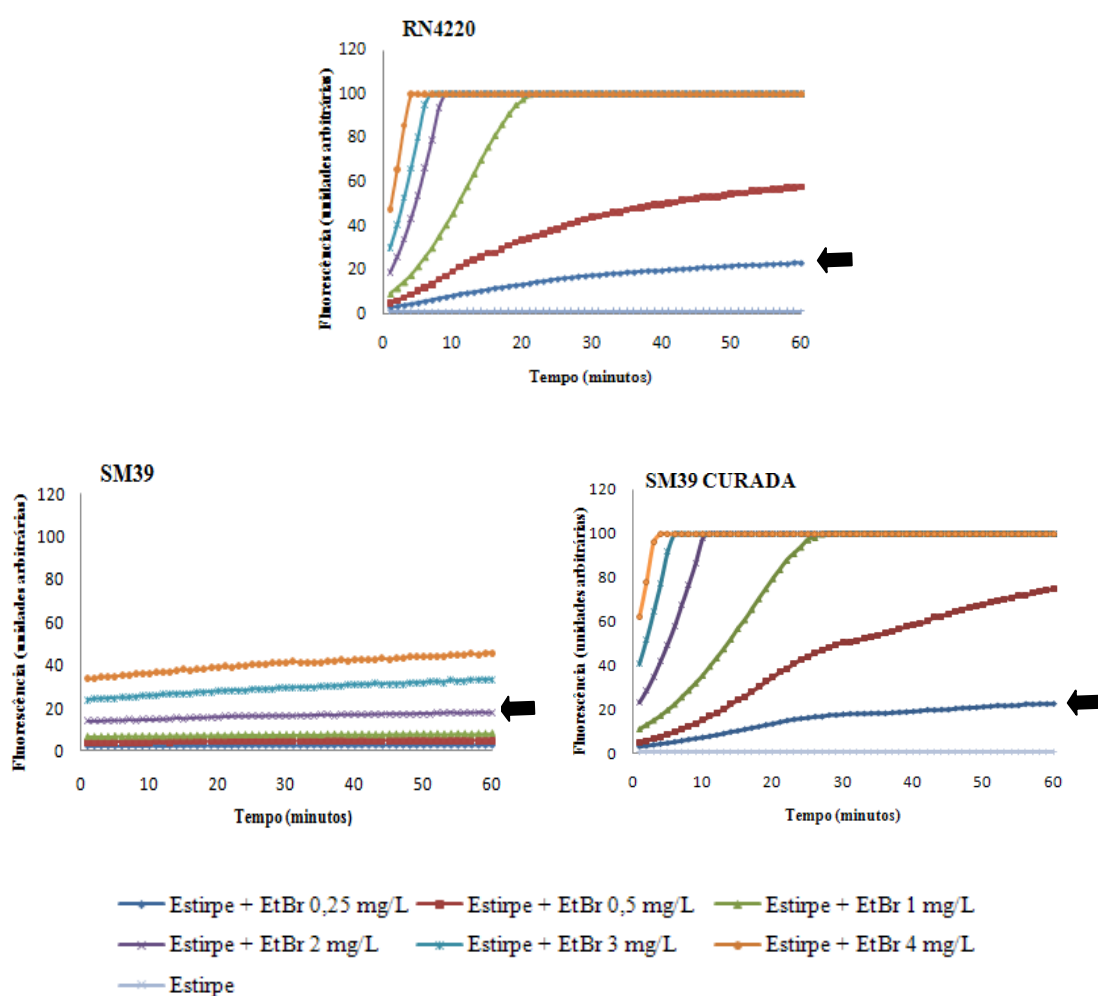 RN4220
Fluorescência (unidades arbitrárias)
120
100
80
60
40
20
0
0 10 20 30 40 50 60
Tempo (minutos)
SM39
Fluorescência (unidades arbitrárias)
120
100
80
60
40
20
0
0 10 20 30 40 50 60
Tempo (minutos)
SM39 CURADA
Fluorescência (unidades arbitrárias)
120
100
80
60
40
20
0
0 10 20 30 40 50 60
Tempo (minutos)
Estirpe + EtBr 0,25 mg/L Estirpe + EtBr 0,5 mg/L Estirpe + EtBr 1 mg/L
Estirpe + EtBr 2 mg/L Estirpe + EtBr 3 mg/L Estirpe + EtBr 4 mg/L
Estirpe